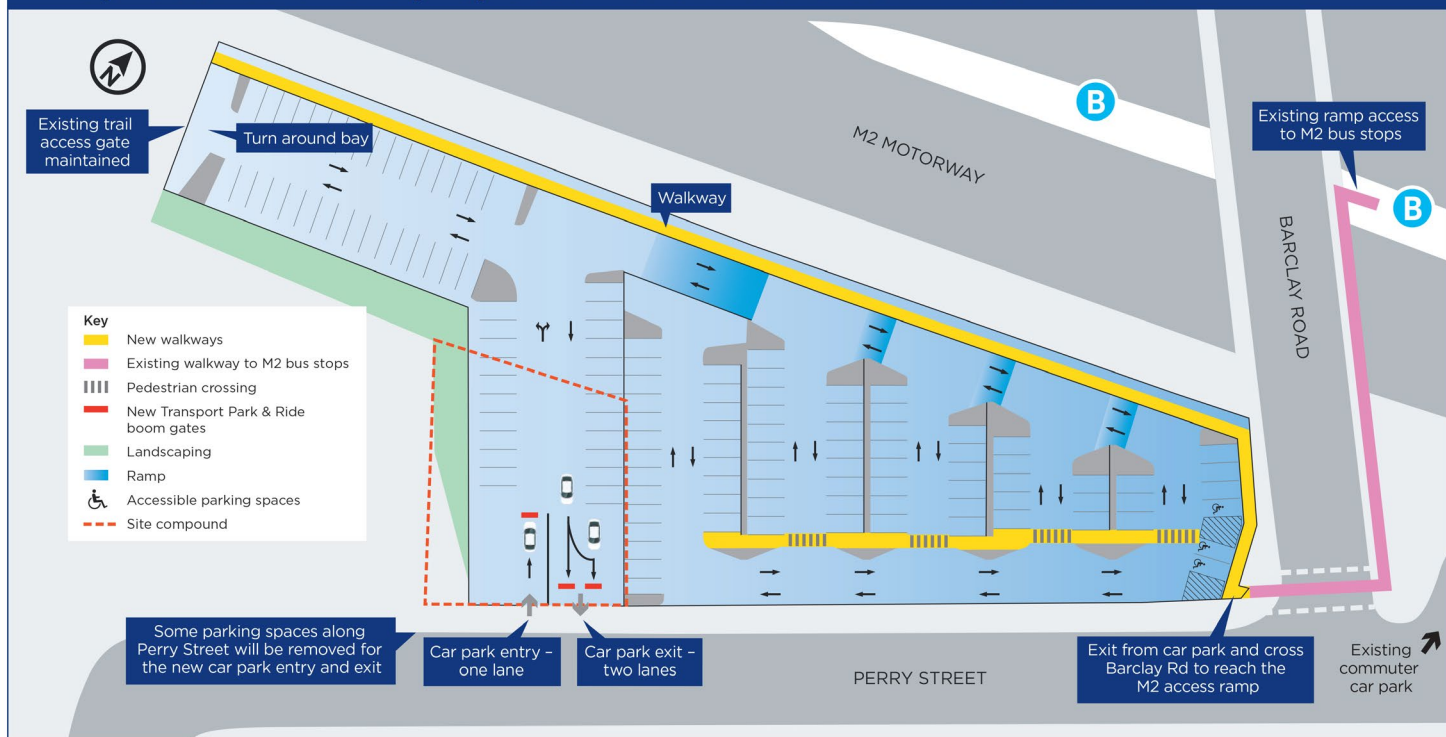 N
Existing trail
access gate
maintained
Turn around bay
Walkway
M2 MOTORWAY
B
Existing ramp access
to M2 bus stops
B
BARCLAY ROAD
Key
New walkways
Existing walkway to M2 bus stops
Pedestrian crossing
New Transport Park & Ride
boom gates
Landscaping
Ramp
Accessible parking spaces
Site compound
Some parking spaces along
Perry Street will be removed for
the new car park entry and exit
Car park entry –
one lane
Car park exit –
two lanes
PERRY STREET
Exit from car park and cross
Barclay Rd to reach the
M2 access ramp
Existing
commuter
car park